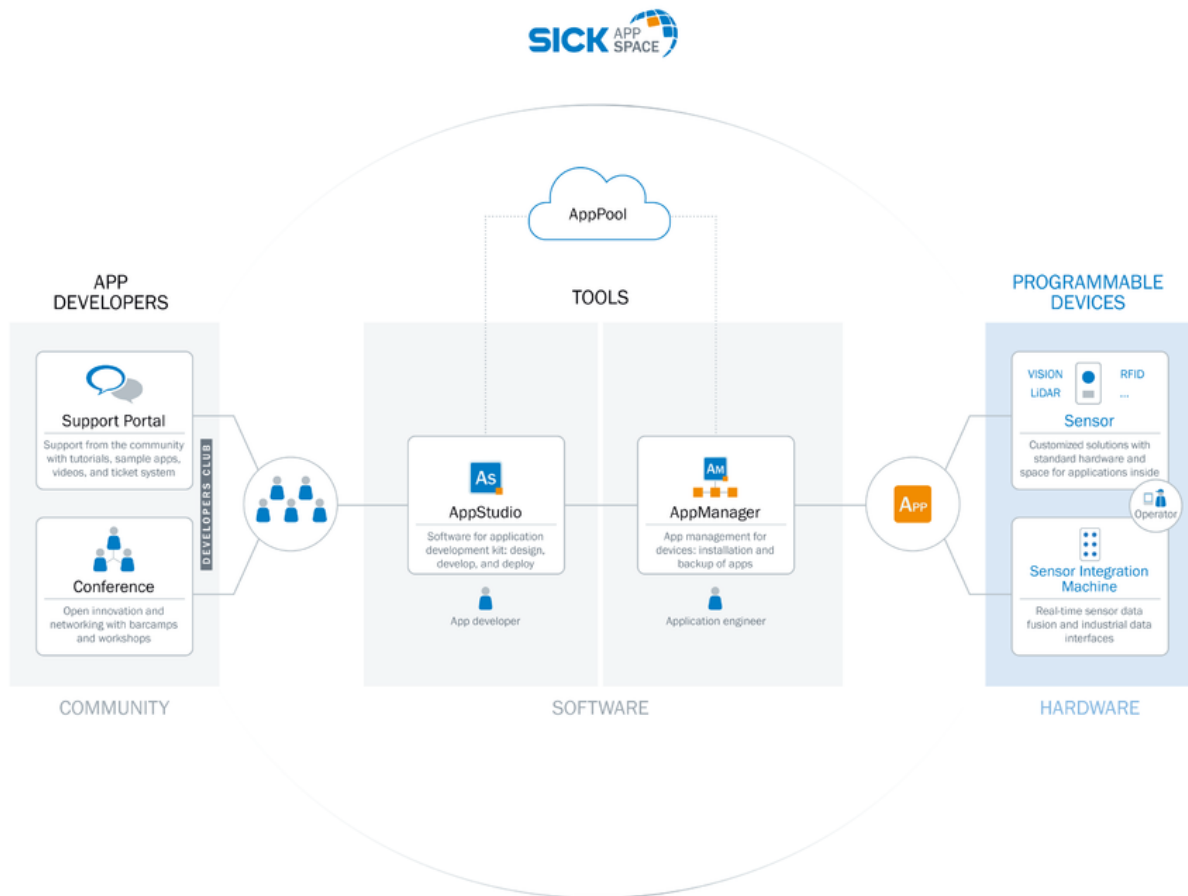 SICK APP
SPACE
AppPool
APP
DEVELOPERS
TOOLS
PROGRAMMABLE
DEVICES
Support Portal
Support from the community
with tutorials, sample apps,
videos, and ticket system
Conference
Open innovation and
networking with barcamps
and workshops
DEVELOPERS CLUB
As
AppStudio
Software for application
development kit: design,
develop, and deploy
App developer
AM
AppManager
App management for
devices: installation and
backup of apps
Application engineer
APP
VISION
RFID
LiDAR
...
Sensor
Customized solutions with
standard hardware and
space for applications inside
Operator
Sensor Integration
Machine
Real-time sensor data
fusion and industrial data
interfaces
COMMUNITY
SOFTWARE
HARDWARE